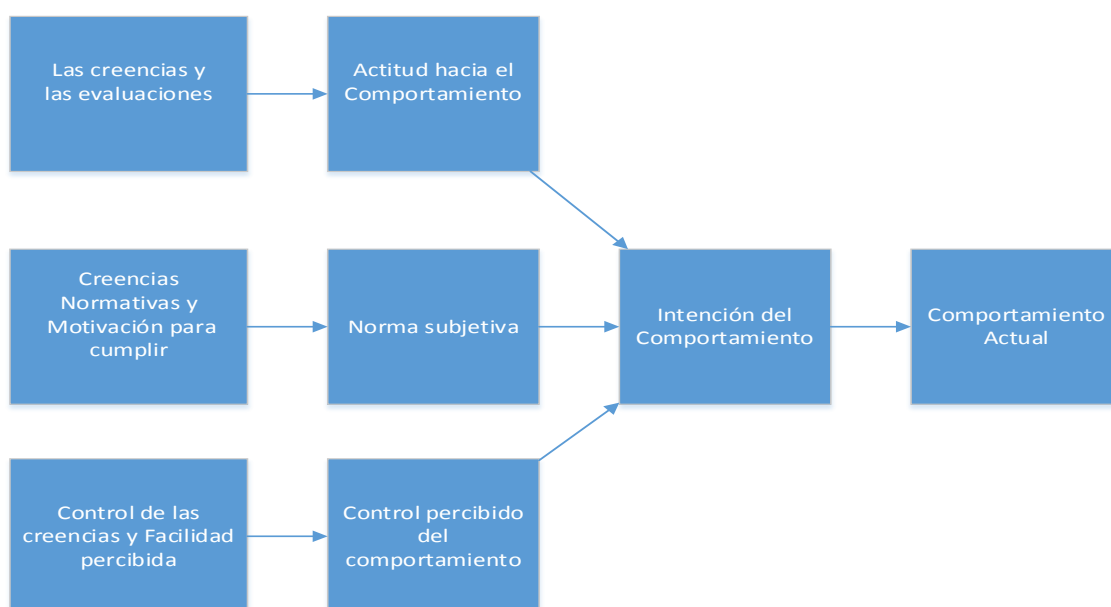 Las creencias y
las evaluaciones
Actitud hacia el
Comportamiento
Creencias
Normativas y
Motivación para
cumplir
Norma subjetiva
Intención del
Comportamiento
Comportamiento
Actual
Control de las
creencias y Facilidad
percibida
Control percibido
del
comportamiento